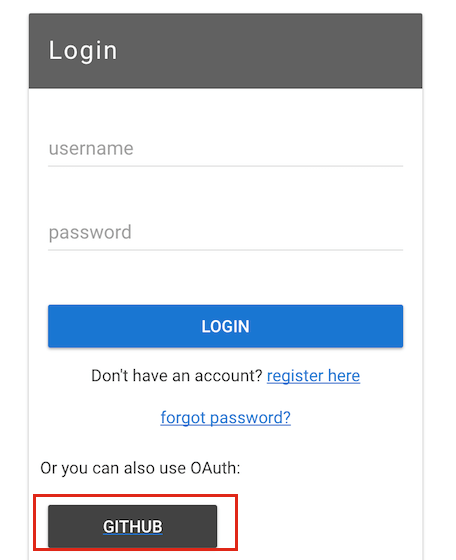 Login
username
password
LOGIN
Don't have an account? register here
forgot password?
Or you can also use OAuth:
GITHUB